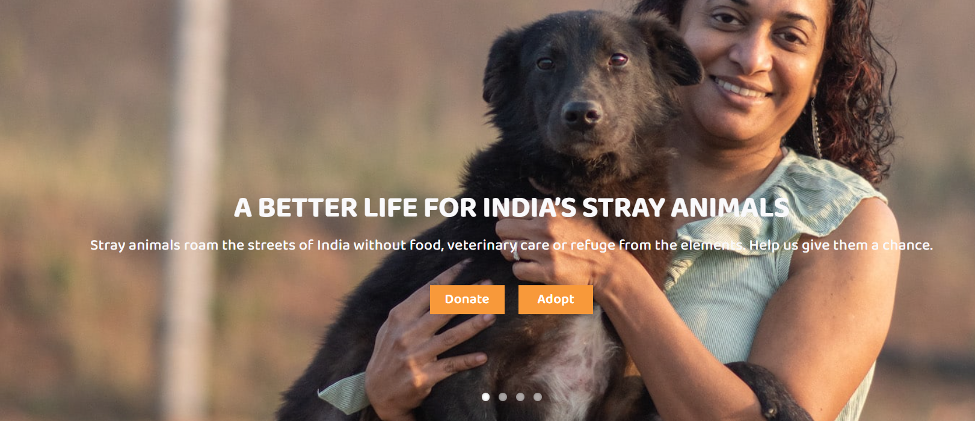 A BETTER LIFE FOR INDIA'S STRAY ANIMALS
Stray animals roam the streets of India without food, veterinary care or refuge from the elements. Help us give them a chance.
Donate
Adopt